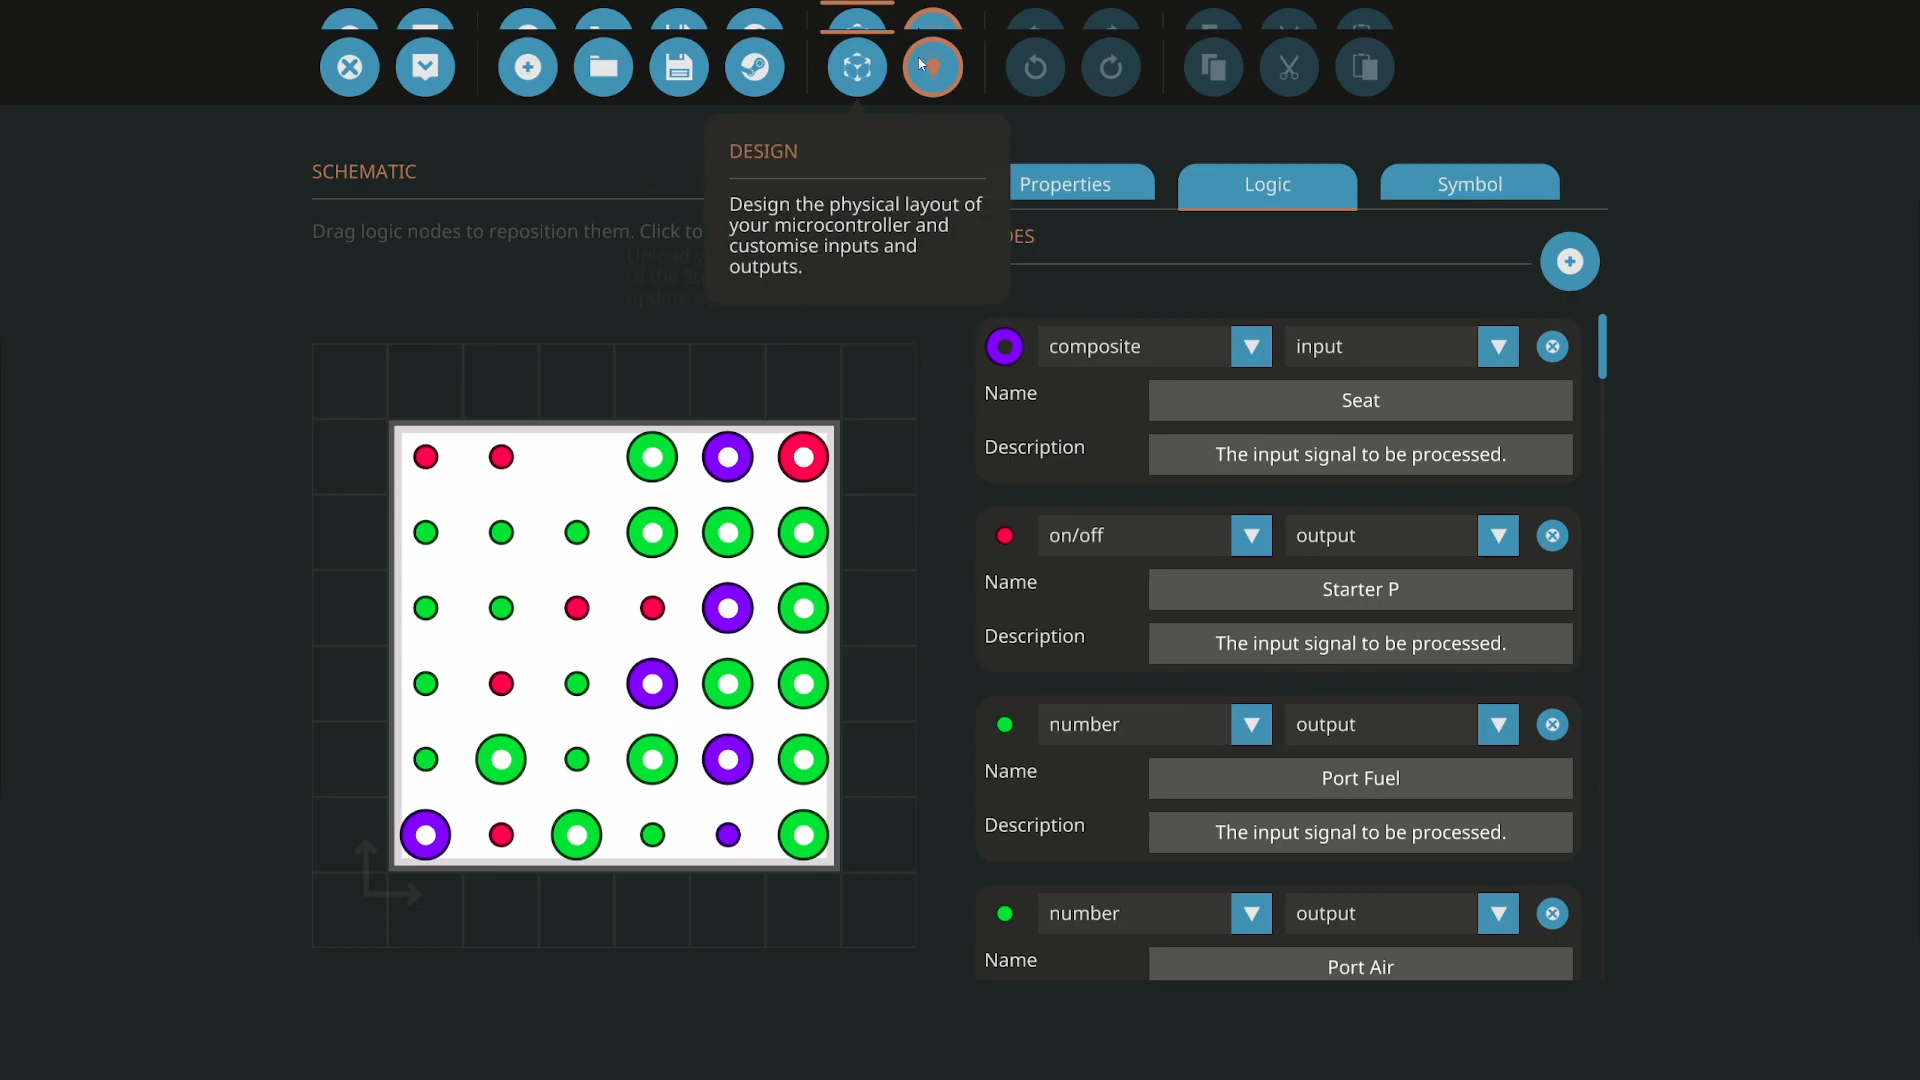 DESIGN
Design the physical layout of
your microcontroller and
customise inputs and
outputs.
SCHEMATIC
Drag logic nodes to reposition them. Click to
Properties
Logic
Symbol
composite
input
Name
Seat
Description
The input signal to be processed.
on/off
output
Name
Starter P
Description
The input signal to be processed.
number
output
Name
Port Fuel
Description
The input signal to be processed.
number
output
Name
Port Air